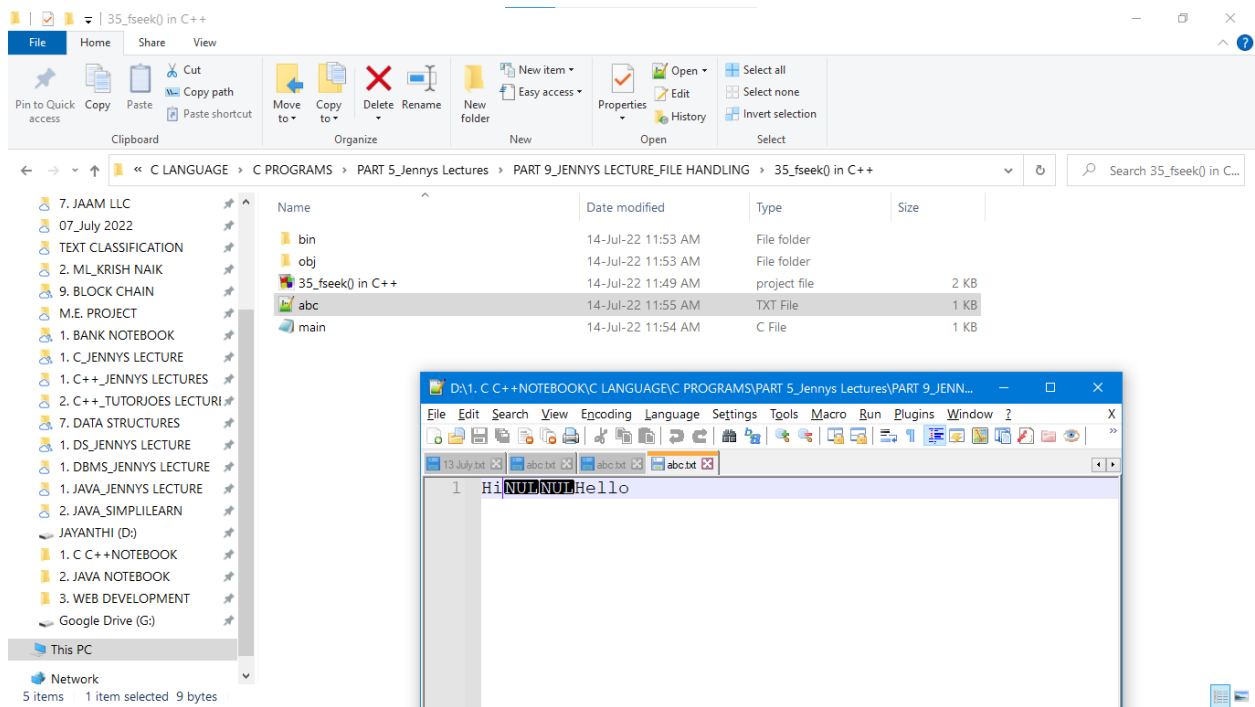 35_fseek() in C++
File Home Share View
Pin to Quick access
Copy
Paste
Cut
Copy path
Paste shortcut
Clipboard
Move to
Copy to
Delete
Rename
Organize
New folder
New item
Easy access
New
Properties
Open
Edit
History
Open
Select all
Select none
Invert selection
Select
« C LANGUAGE > C PROGRAMS > PART 5_Jennys Lectures > PART 9_JENNYS LECTURE_FILE HANDLING > 35_fseek() in C++
Search 35_fseek() in C...
7. JAAM LLC
07_July 2022
TEXT CLASSIFICATION
2. ML_KRISH NAIK
9. BLOCK CHAIN
M.E. PROJECT
1. BANK NOTEBOOK
1. C_JENNYS LECTURE
1. C++_JENNYS LECTURES
2. C++_TUTORJOES LECTURE
7. DATA STRUCTURES
1. DS_JENNYS LECTURE
1. DBMS_JENNYS LECTURE
1. JAVA_JENNYS LECTURE
2. JAVA_SIMPLILEARN
JAYANTHI (D:)
1. C C++NOTEBOOK
2. JAVA NOTEBOOK
3. WEB DEVELOPMENT
Google Drive (G:)
This PC
Network
Name Date modified Type Size
bin 14-Jul-22 11:53 AM File folder
obj 14-Jul-22 11:53 AM File folder
35_fseek() in C++ 14-Jul-22 11:49 AM project file 2 KB
abc 14-Jul-22 11:55 AM TXT File 1 KB
main 14-Jul-22 11:54 AM C File 1 KB
D:\1. C C++NOTEBOOK\C LANGUAGE\C PROGRAMS\PART 5_Jennys Lectures\PART 9_JENN...
File Edit Search View Encoding Language Settings Tools Macro Run Plugins Window ? X
13 July.txt abc.txt abc.txt abc.txt
1 HiNULNULHello
5 items 1 item selected 9 bytes